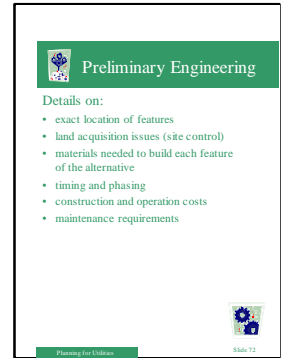 Preliminary Engineering
Details on:
• exact location of features
• land acquisition issues (site control)
• materials needed to build each feature
of the alternative
• timing and phasing
• construction and operation costs
• maintenance requirements
Planning for Utilities
Slide 72